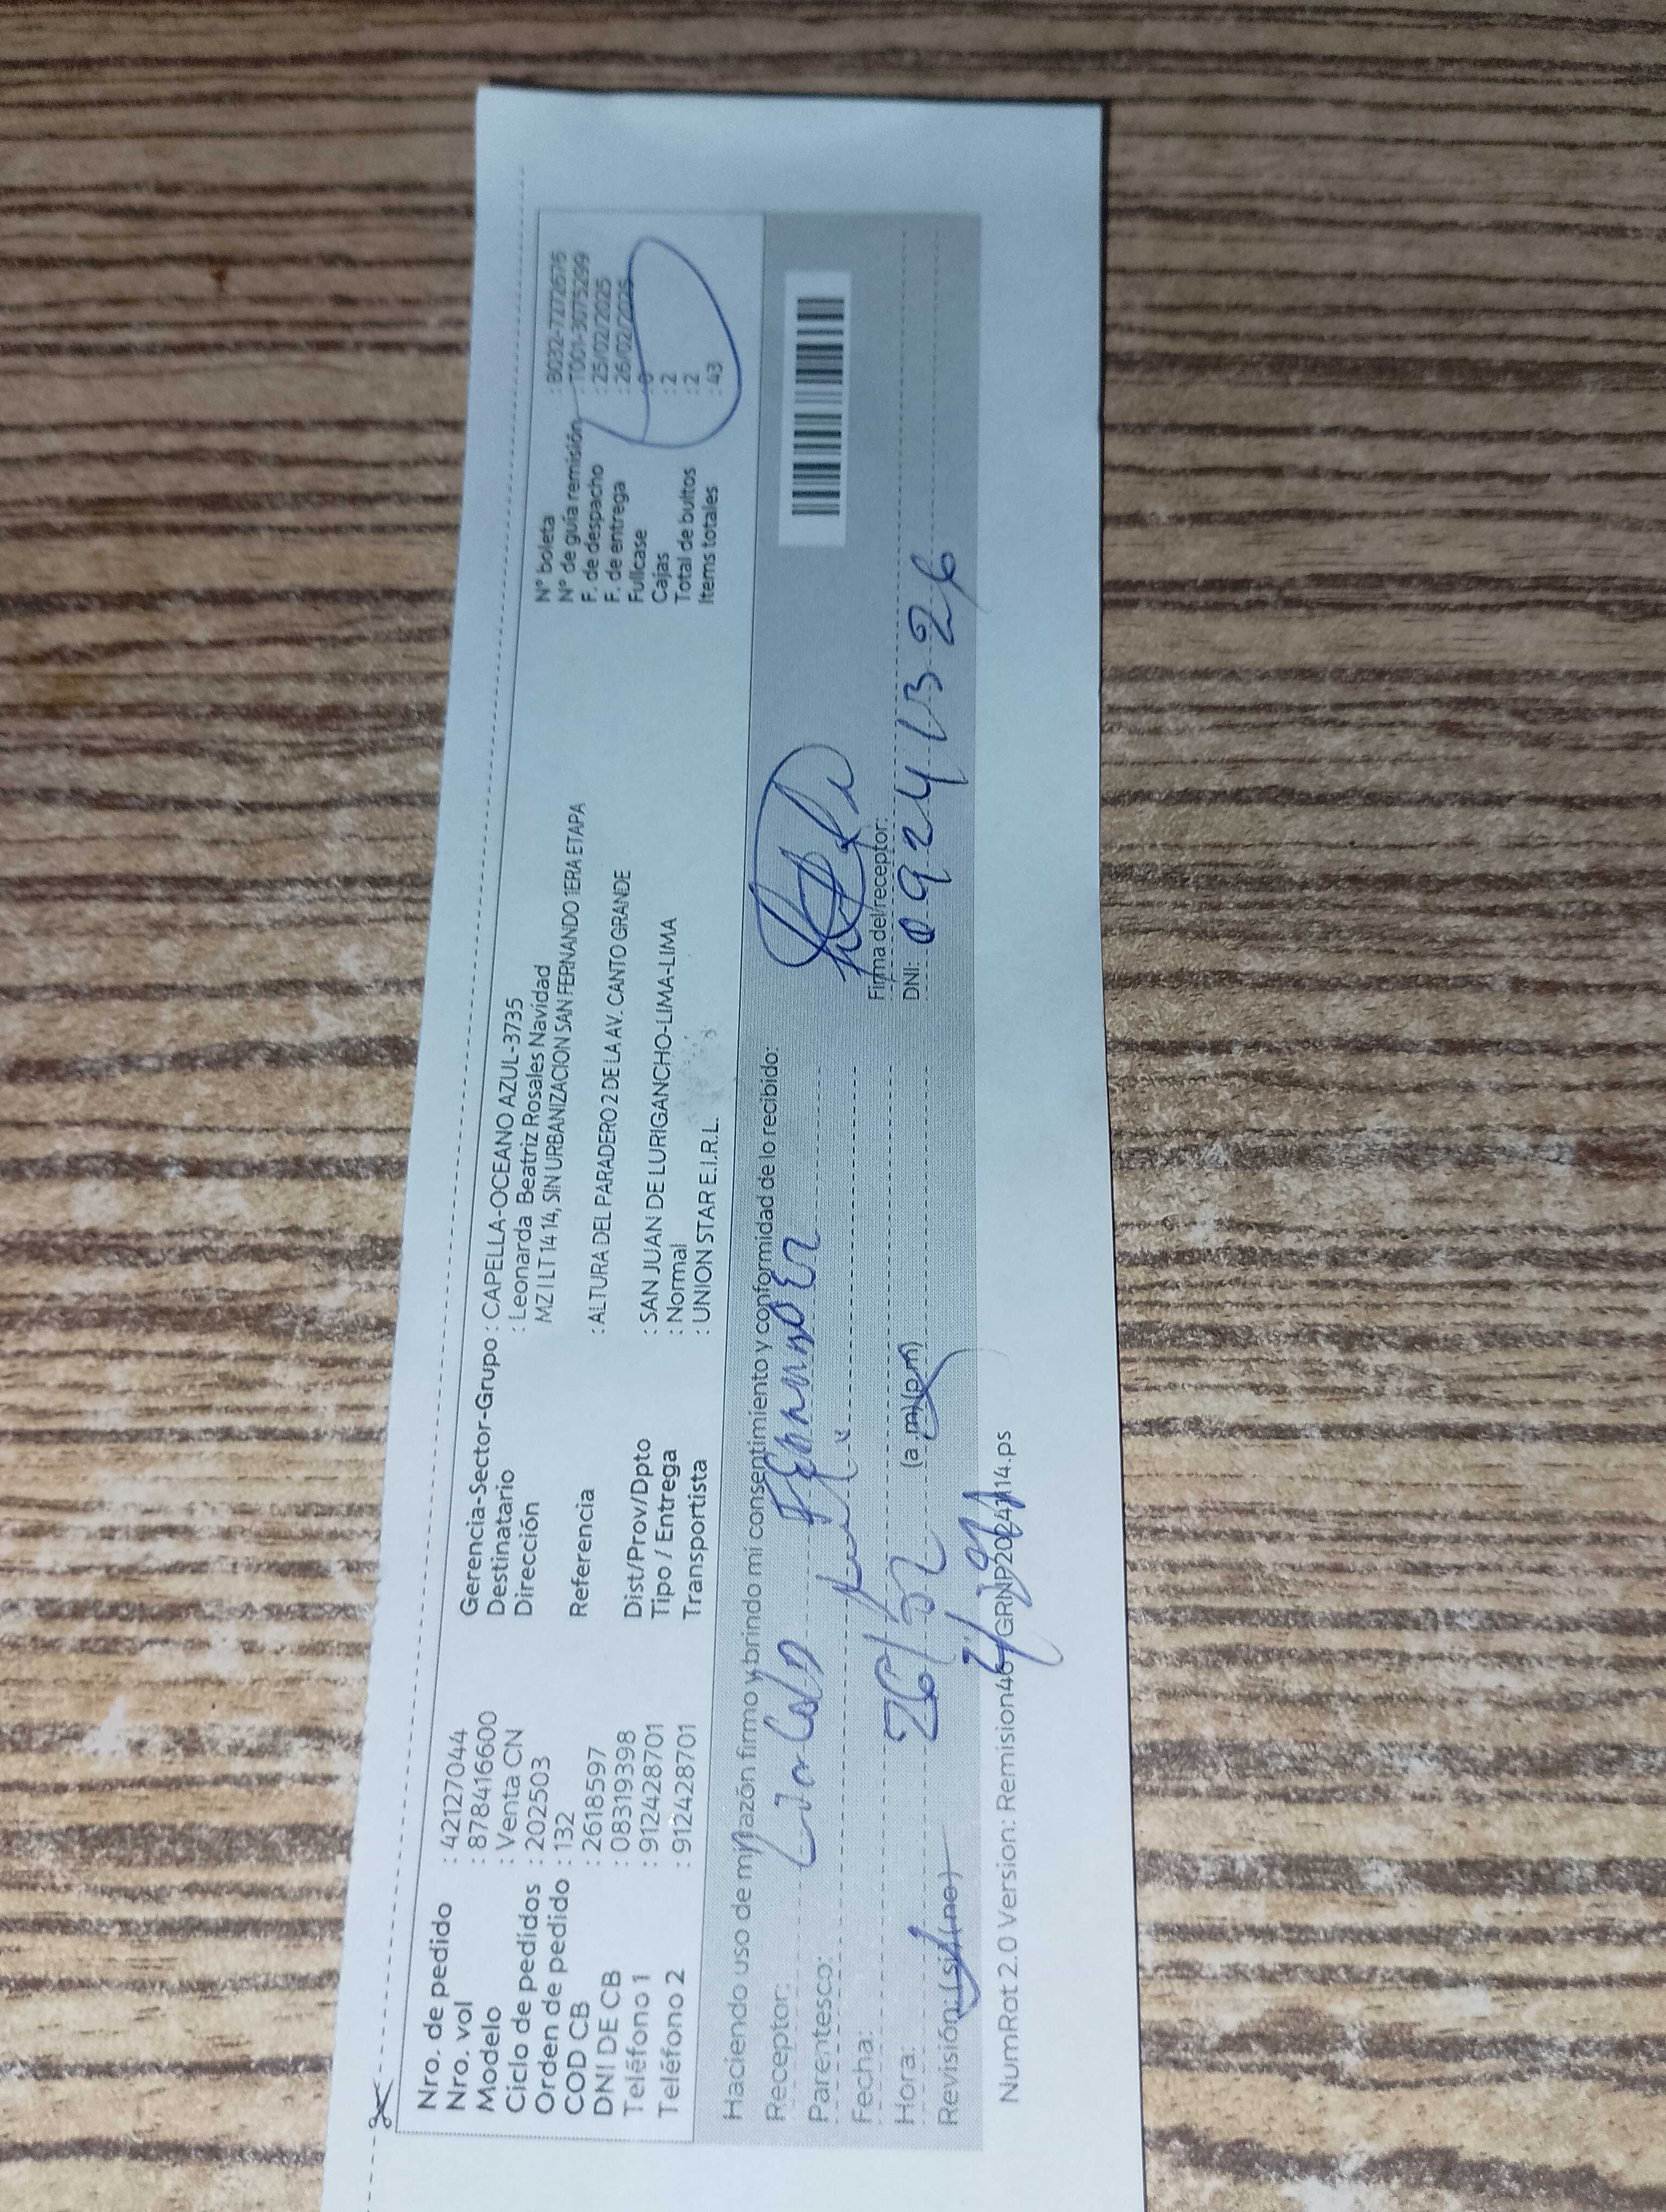 Nro. de pedido : 42127044
Nro. vol : 878416600
Modelo : Venta CN
Ciclo de pedidos : 202503
Orden de pedido : 132
COD CB : 2618597
DNI DE CB : 08319398
Teléfono 1 : 912428701
Teléfono 2 : 912428701
Gerencia-Sector-Grupo : CAPELLA-OCEANO AZUL-3735
Destinatario : Leonarda Beatriz Rosales Navidad
Dirección MZ I LT 14 14, SIN URBANIZACION SAN FERNANDO 1ERA ETAPA
Referencia : ALTURA DEL PARADERO 2 DE LA AV. CANTO GRANDE
Dist/Prov/Dpto : SAN JUAN DE LURIGANCHO-LIMA-LIMA
Tipo / Entrega : Normal
Transportista : UNION STAR E.I.R.L.
N° boleta : B032-7272676
N° de guía remisión : T001-3075299
F. de despacho : 25/02/2025
F. de entrega : 26/02/2025
Fullcase : 0
Cajas : 2
Total de bultos : 2
Items totales : 43
Haciendo uso de mi razón firmo y brindo mi consentimiento y conformidad de lo recibido:
Receptor:
Parentesco:
Fecha: 26/02
Hora: (a.m) (p.m)
Revisión: (si) (no)
Firma del receptor:
DNI:
NumRot 2.0 Version: Remision46